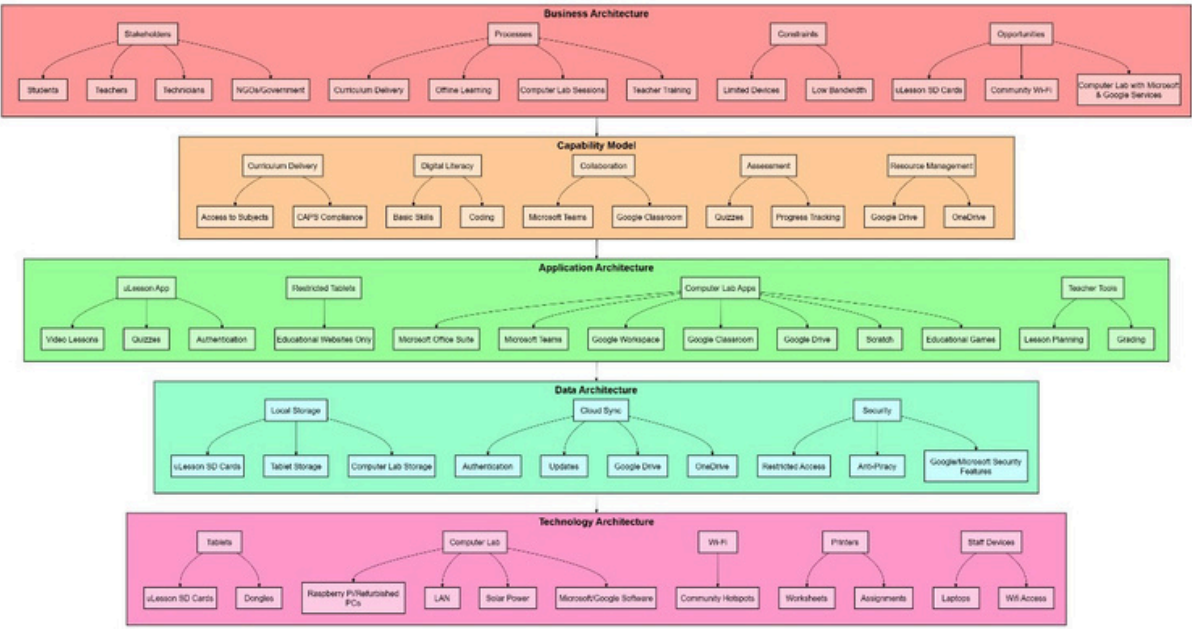 Business Architecture
Stakeholders
Processes
Constraints
Opportunities
Students
Teachers
Technicians
NGOs/Government
Curriculum Delivery
Offline Learning
Computer Lab Sessions
Teacher Training
Limited Devices
Low Bandwidth
uLesson SD Cards
Community Wi-Fi
Computer Lab with Microsoft
& Google Services
Capability Model
Curriculum Delivery
Digital Literacy
Collaboration
Assessment
Resource Management
Access to Subjects
CAPS Compliance
Basic Skills
Coding
Microsoft Teams
Google Classroom
Quizzes
Progress Tracking
Google Drive
OneDrive
Application Architecture
uLesson App
Restricted Tablets
Computer Lab Apps
Teacher Tools
Video Lessons
Quizzes
Authentication
Educational Websites Only
Microsoft Office Suite
Microsoft Teams
Google Workspace
Google Classroom
Google Drive
Scratch
Educational Games
Lesson Planning
Grading
Data Architecture
Local Storage
Cloud Sync
Security
uLesson SD Cards
Tablet Storage
Computer Lab Storage
Authentication
Updates
Google Drive
OneDrive
Restricted Access
Anti-Piracy
Google/Microsoft Security
Features
Technology Architecture
Tablets
Computer Lab
Wi-Fi
Printers
Staff Devices
uLesson SD Cards
Dongles
Raspberry Pi/Refurbished
PCs
LAN
Solar Power
Microsoft/Google Software
Community Hotspots
Worksheets
Assignments
Laptops
Wifi Access